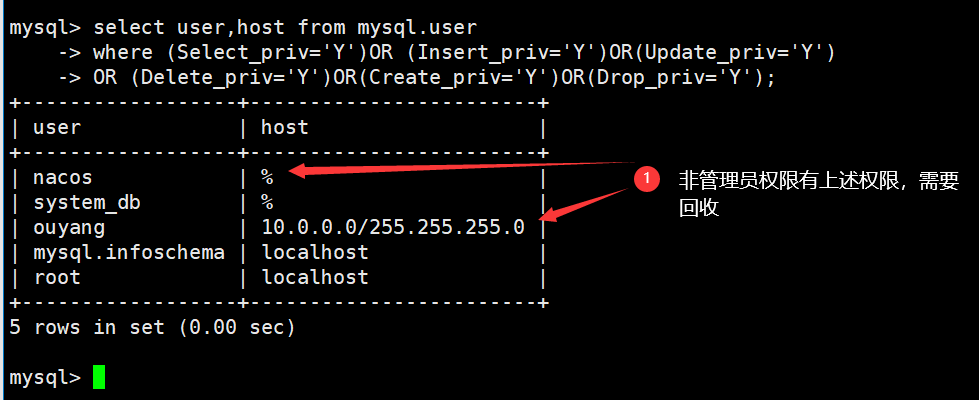 mysql> select user,host from mysql.user
    -> where (Select_priv='Y')OR (Insert_priv='Y')OR(Update_priv='Y')
    -> OR (Delete_priv='Y')OR(Create_priv='Y')OR(Drop_priv='Y');
+------------------+------------------------+
| user             | host                   |
+------------------+------------------------+
| nacos            | %                      |
1 非管理员权限有上述权限，需要
回收
| system_db        | %                      |
| ouyang           | 10.0.0.0/255.255.255.0 |
| mysql.infoschema | localhost              |
| root             | localhost              |
+------------------+------------------------+
5 rows in set (0.00 sec)
mysql>